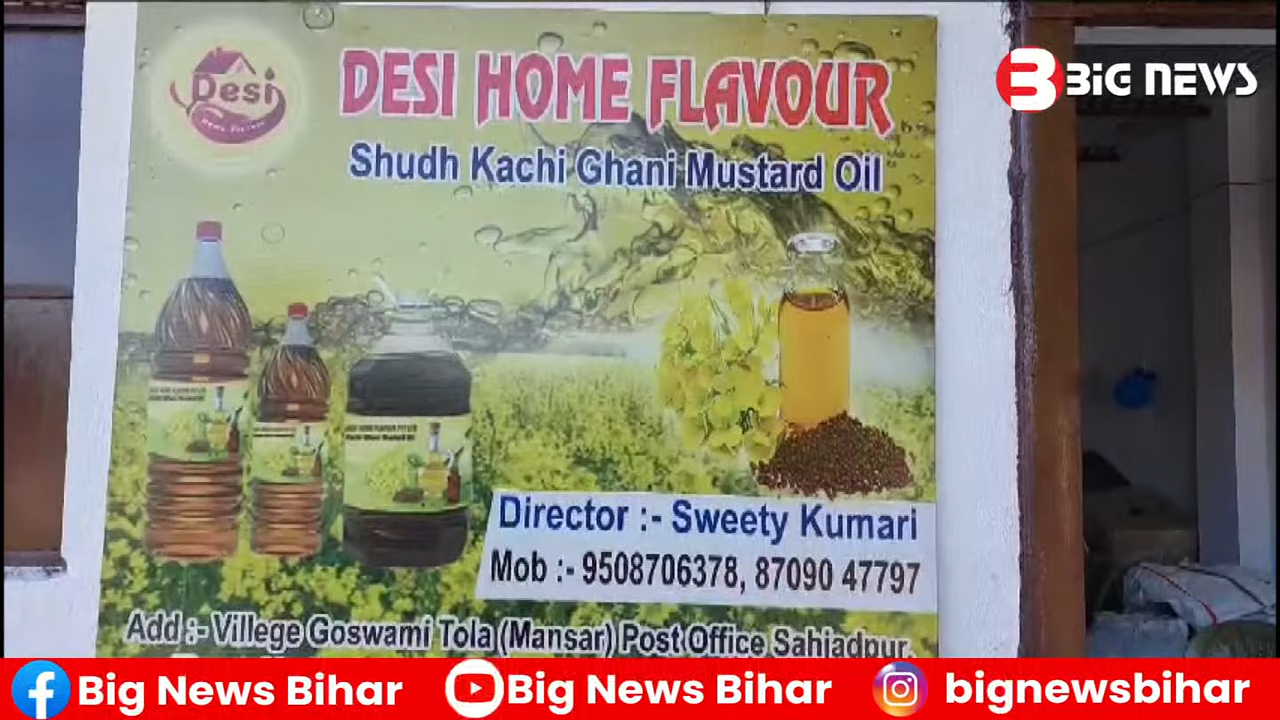 Desi
DESI HOME FLAVOUR
Shudh Kachi Ghani Mustard Oil
BiG NEWS
Director :- Sweety Kumari
Mob :- 9508706378, 87090 47797
Add :- Villege Goswami Tola (Mansar) Post Office Sahjadpur,
Big News Bihar
Big News Bihar
bignewsbihar